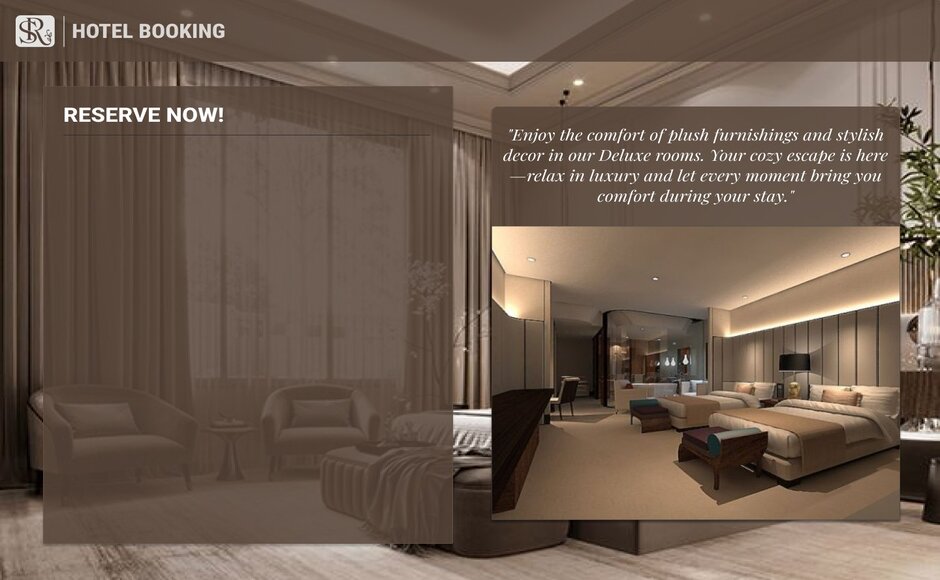 SR
HOTEL BOOKING
RESERVE NOW!
"Enjoy the comfort of plush furnishings and stylish
decor in our Deluxe rooms. Your cozy escape is here
—relax in luxury and let every moment bring you
comfort during your stay."